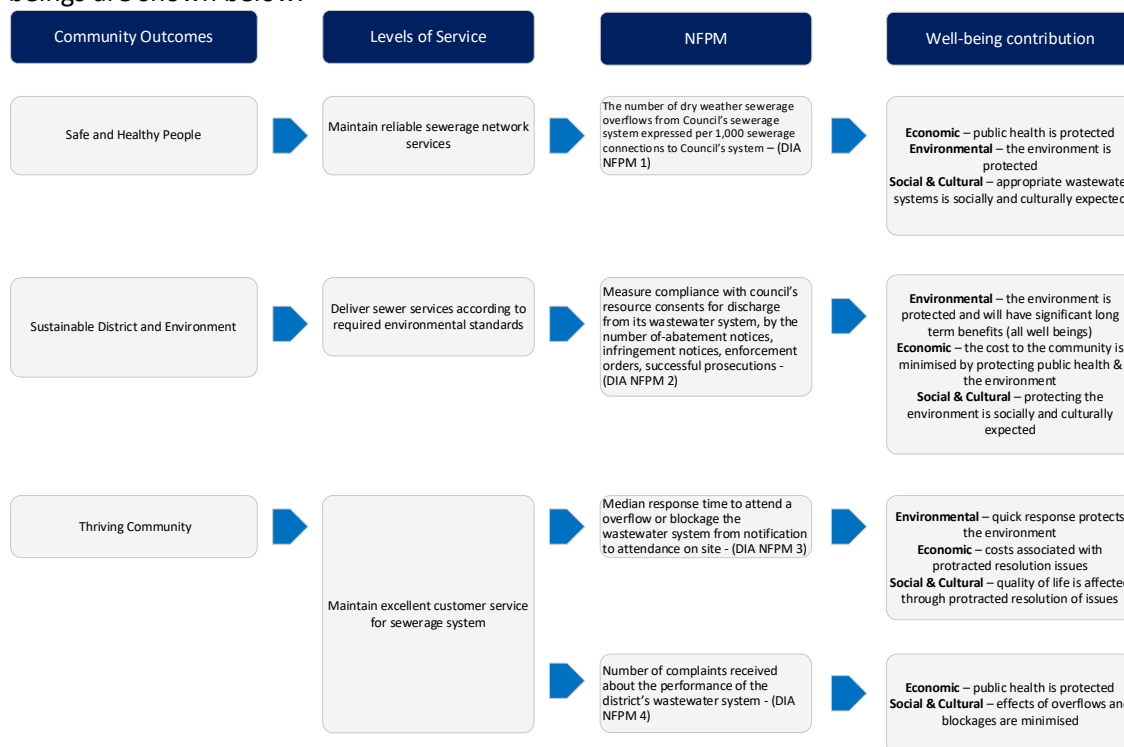 beings are shown below:
Community Outcomes
Levels of Service
NFPM
Well-being contribution
Safe and Healthy People
Maintain reliable sewerage network
services
The number of dry weather sewerage
overflows from Council's sewerage
system expressed per 1,000 sewerage
connections to Council's system – (DIA
NFPM 1)
Economic – public health is protected
Environmental – the environment is
protected
Social & Cultural – appropriate wastewate
systems is socially and culturally expected
Sustainable District and Environment
Deliver sewer services according to
required environmental standards
Measure compliance with council's
resource consents for discharge
from its wastewater system, by the
number of-abatement notices,
infringement notices, enforcement
orders, successful prosecutions -
(DIA NFPM 2)
Environmental – the environment is
protected and will have significant long
term benefits (all well beings)
Economic – the cost to the community is
minimised by protecting public health &
the environment
Social & Cultural – protecting the
environment is socially and culturally
expected
Thriving Community
Maintain excellent customer service
for sewerage system
Median response time to attend a
overflow or blockage the
wastewater system from notification
to attendance on site - (DIA NFPM 3)
Environmental – quick response protects
the environment
Economic – costs associated with
protracted resolution issues
Social & Cultural – quality of life is affected
through protracted resolution of issues
Number of complaints received
about the performance of the
district's wastewater system - (DIA
NFPM 4)
Economic – public health is protected
Social & Cultural – effects of overflows and
blockages are minimised